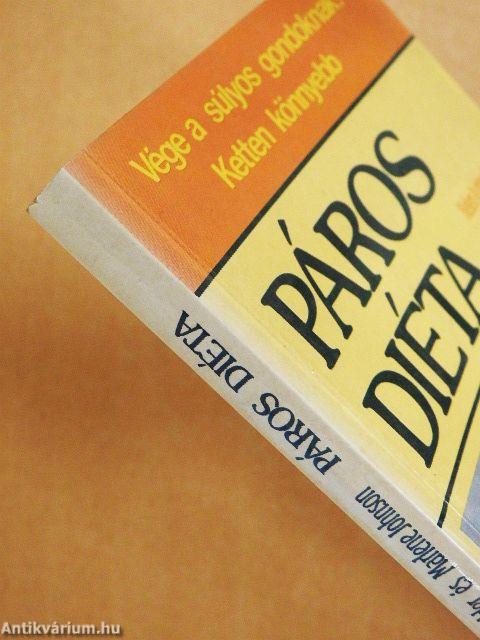 Vége a súlyos gondoknak!
Ketten könnyebb
PÁROS
DIÉTA
PÁROS DIÉTA
és Marlene Johnson
Antikvárium.hu